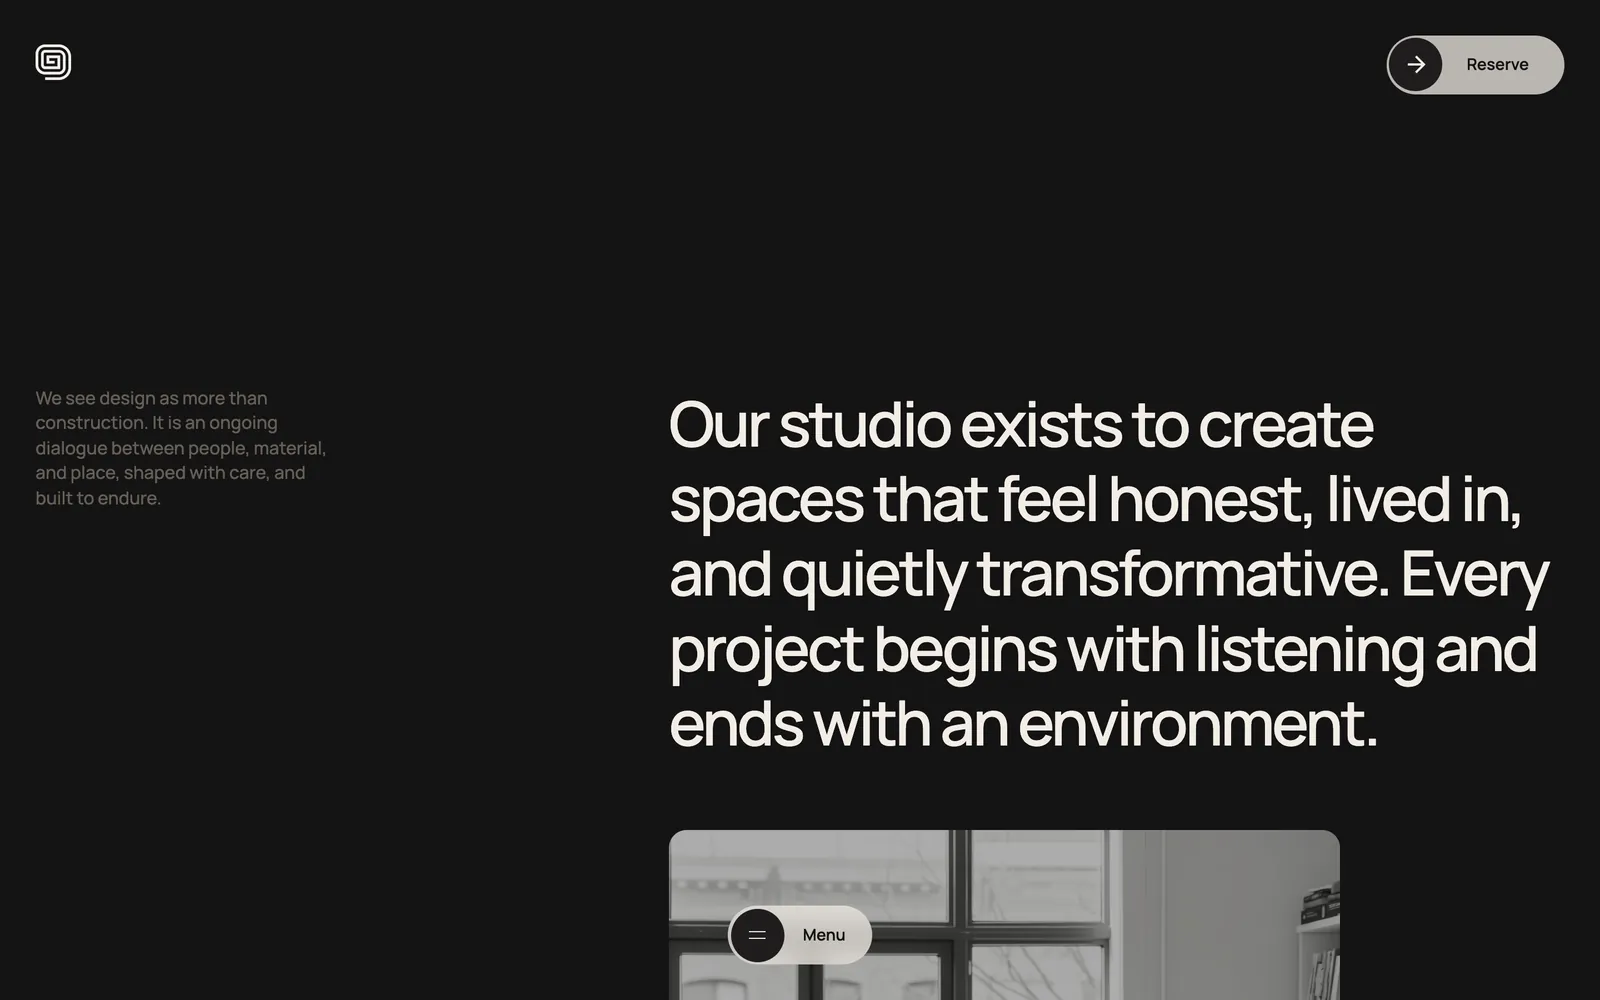 Reserve
We see design as more than
construction. It is an ongoing
dialogue between people, material,
and place, shaped with care, and
built to endure.
Our studio exists to create
spaces that feel honest, lived in,
and quietly transformative. Every
project begins with listening and
ends with an environment.
Menu